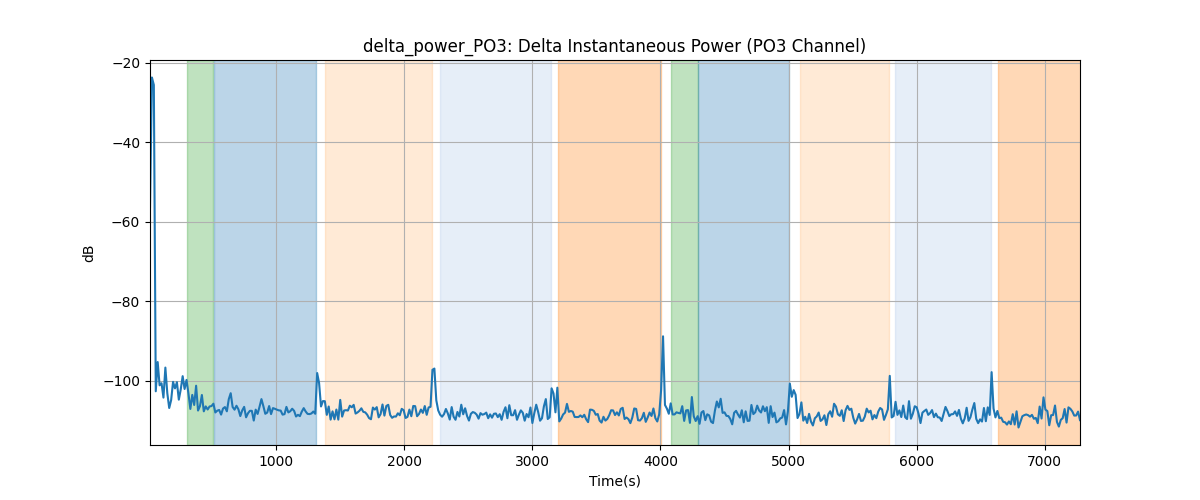 delta_power_PO3: Delta Instantaneous Power (PO3 Channel)
−20
−40
−60
−80
−100
dB
1000 2000 3000 4000 5000 6000 7000
Time(s)